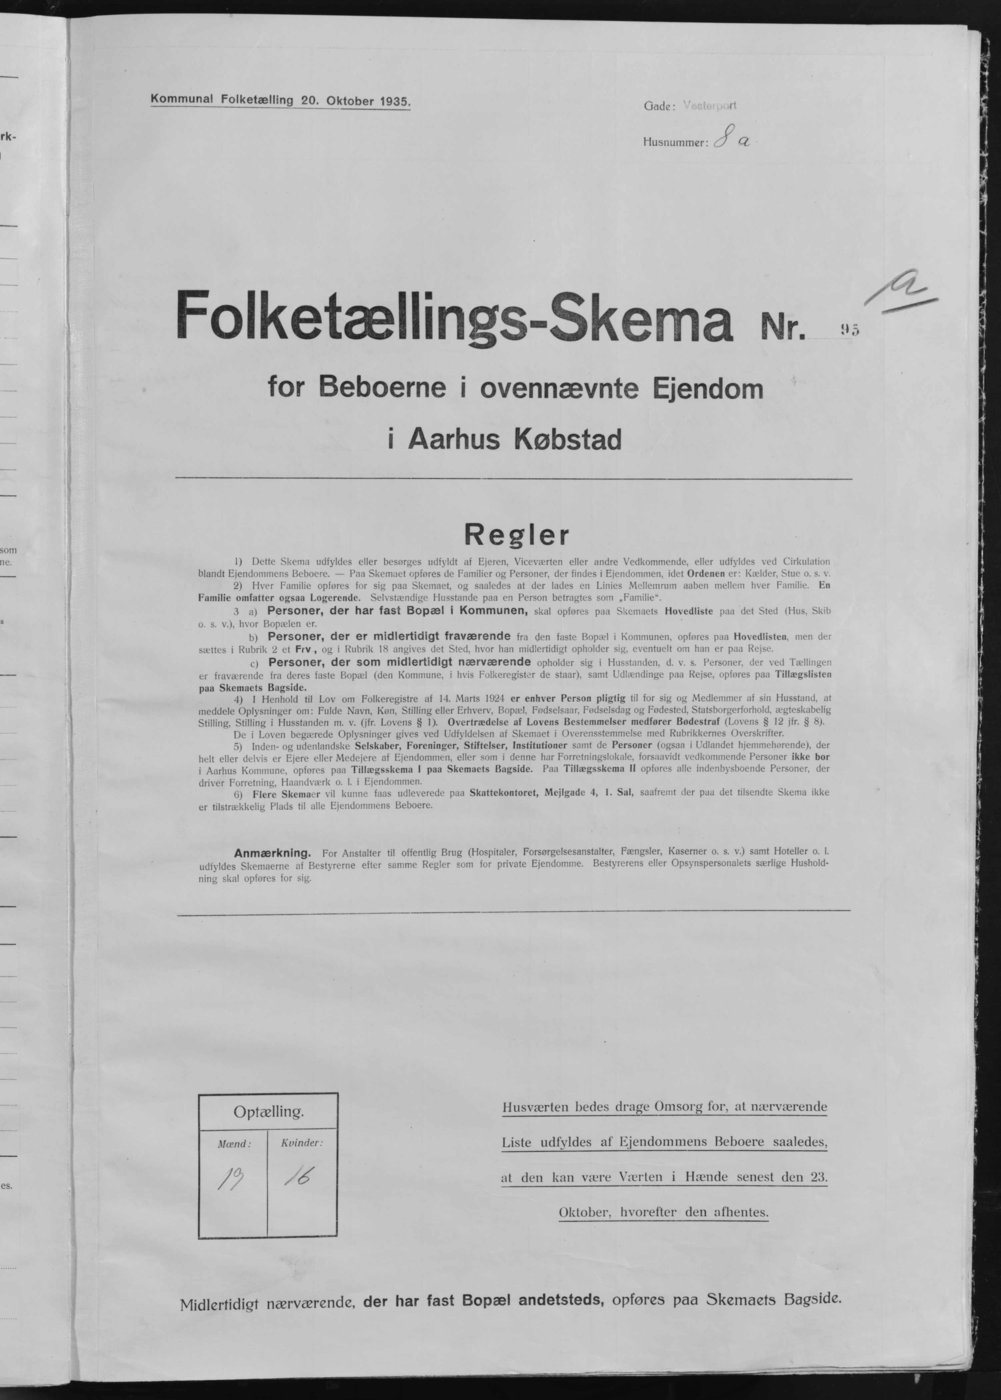 Kommunal Folketælling 20. Oktober 1935.
Gade: Vesterport
Husnummer: 8 a
a
Folketællings-Skema Nr. 95
for Beboerne i ovennævnte Ejendom
i Aarhus Købstad
Regler
1) Dette Skema udfyldes eller besørges udfyldt af Ejeren, Viceværten eller andre Vedkommende, eller udfyldes ved Cirkulation
blandt Ejendommens Beboere. — Paa Skemaet opføres de Familier og Personer, der findes i Ejendommen, idet Ordenen er: Kælder, Stue o. s. v.
2) Hver Familie opføres for sig paa Skemaet, og saaledes at der lades en Linies Mellemrum aaben mellem hver Familie. En
Familie omfatter ogsaa Logerende. Selvstændige Husstande paa en Person betragtes som „Familie“.
3 a) Personer, der har fast Bopæl i Kommunen, skal opføres paa Skemaets Hovedliste paa det Sted (Hus, Skib
o. s. v.), hvor Bopælen er.
b) Personer, der er midlertidigt fraværende fra den faste Bopæl i Kommunen, opføres paa Hovedlisten, men der
sættes i Rubrik 2 et Frv., og i Rubrik 18 angives det Sted, hvor han midlertidigt opholder sig, eventuelt om han er paa Rejse.
c) Personer, der som midlertidigt nærværende opholder sig i Husstanden, d. v. s. Personer, der ved Tællingen
er fraværende fra deres faste Bopæl (den Kommune, i hvis Folkeregister de staar), samt Udlændinge paa Rejse, opføres paa Tillægslisten
paa Skemaets Bagside.
4) I Henhold til Lov om Folkeregistre af 14. Marts 1924 er enhver Person pligtig til for sig og Medlemmer af sin Husstand, at
meddele Oplysninger om: Fulde Navn, Køn, Stilling eller Erhverv, Bopæl, Fødselsaar, Fødselsdag og Fødested, Statsborgerforhold, ægteskabelig
Stilling, Stilling i Husstanden m. v. (jfr. Lovens § 1). Overtrædelse af Lovens Bestemmelser medfører Bødestraf (Lovens § 12 jfr. § 8).
De i Loven begærede Oplysninger gives ved Udfyldelsen af Skemaet i Overensstemmelse med Rubrikkernes Overskrifter.
5) Inden- og udenlandske Selskaber, Foreninger, Stiftelser, Institutioner samt de Personer (ogsaa i Udlandet hjemmehørende), der
helt eller delvis er Ejere eller Medejere af Ejendommen, eller som i denne har Forretningslokale, forsaavidt vedkommende Personer ikke bor
i Aarhus Kommune, opføres paa Tillægsskema I paa Skemaets Bagside. Paa Tillægsskema II opføres alle indenbysboende Personer, der
driver Forretning, Haandværk o. l. i Ejendommen.
6) Flere Skemaer vil kunne faas udleverede paa Skattekontoret, Mejlgade 4, 1. Sal, saafremt der paa det tilsendte Skema ikke
er tilstrækkelig Plads til alle Ejendommens Beboere.
Anmærkning. For Anstalter til offentlig Brug (Hospitaler, Forsørgelsesanstalter, Fængsler, Kaserner o. s. v.) samt Hoteller o. l.
udfyldes Skemaerne af Bestyrerne efter samme Regler som for private Ejendomme. Bestyrerens eller Opsynspersonalets særlige Hushold-
ning skal opføres for sig.
Optælling.
Mænd: Kvinder:
19 16
Husværten bedes drage Omsorg for, at nærværende
Liste udfyldes af Ejendommens Beboere saaledes,
at den kan være Værten i Hænde senest den 23.
Oktober, hvorefter den afhentes.
Midlertidigt nærværende, der har fast Bopæl andetsteds, opføres paa Skemaets Bagside.
rk-
som
ne.
es.